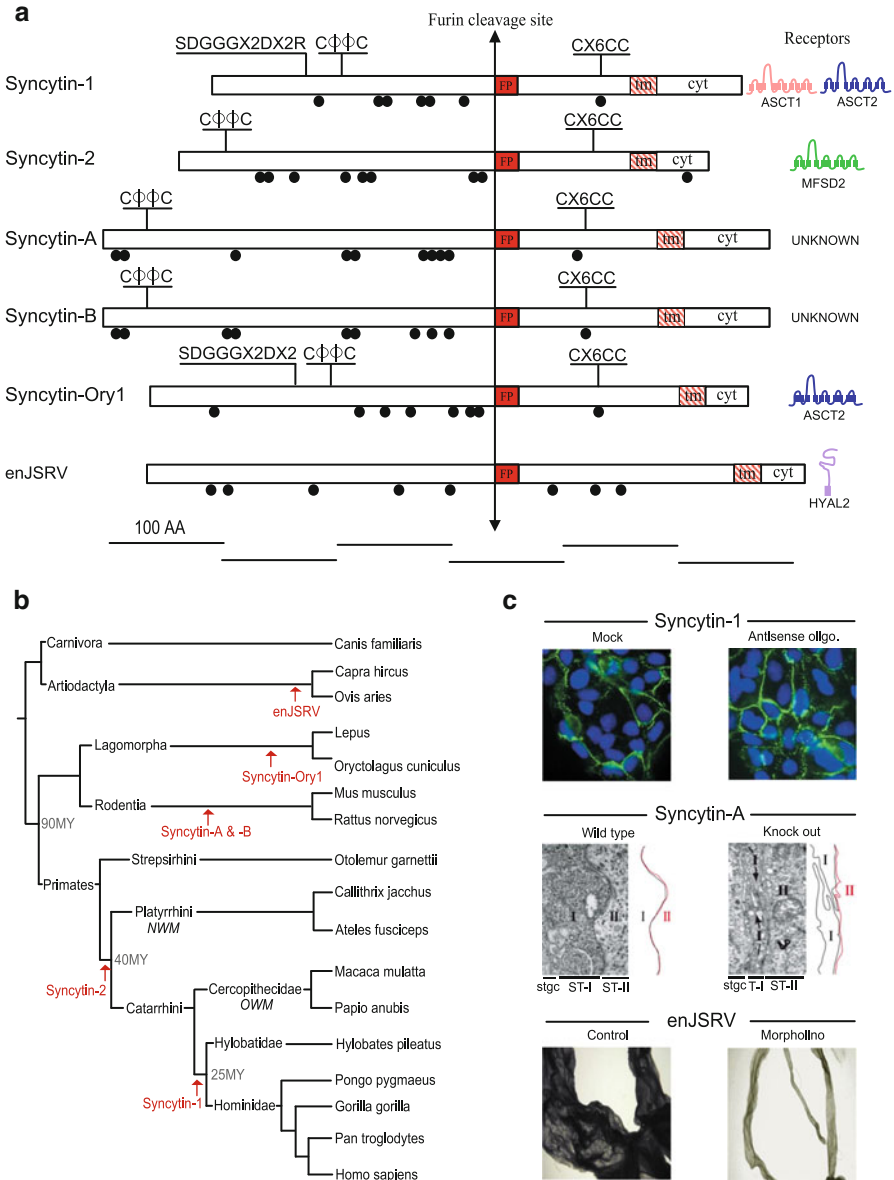 a
Furin cleavage site
Receptors
SDGGGX2DX2R CΦΦC CX6CC
Syncytin-1 FP tm cyt
ASCT1 ASCT2
CΦΦC CX6CC
Syncytin-2 FP tm cyt
MFSD2
CΦΦC CX6CC
Syncytin-A FP tm cyt UNKNOWN
CΦΦC CX6CC
Syncytin-B FP tm cyt UNKNOWN
SDGGGX2DX2 CΦΦC CX6CC
Syncytin-Ory1 FP tm cyt
ASCT2
enJSRV FP tm cyt
HYAL2
100 AA
b
Carnivora Canis familiaris
Capra hircus
Artiodactyla
Ovis aries
enJSRV
Lepus
Lagomorpha
Oryctolagus cuniculus
Syncytin-Ory1
Mus musculus
Rodentia
Rattus norvegicus
90MY
Syncytin-A & -B
Strepsirhini Otolemur garnettii
Primates
Callithrix jacchus
Platyrrhini
NWM
Ateles fusciceps
40MY
Syncytin-2
Macaca mulatta
Cercopithecidae
OWM
Catarrhini
Papio anubis
Hylobatidae Hylobates pileatus
25MY
Pongo pygmaeus
Syncytin-1
Hominidae
Gorilla gorilla
Pan troglodytes
Homo sapiens
c
Syncytin-1
Mock Antisense oligo.
Syncytin-A
Wild type Knock out
I II I II
I II I II
I
stgc ST-I ST-II
stgc T-I ST-II
enJSRV
Control Morpholino